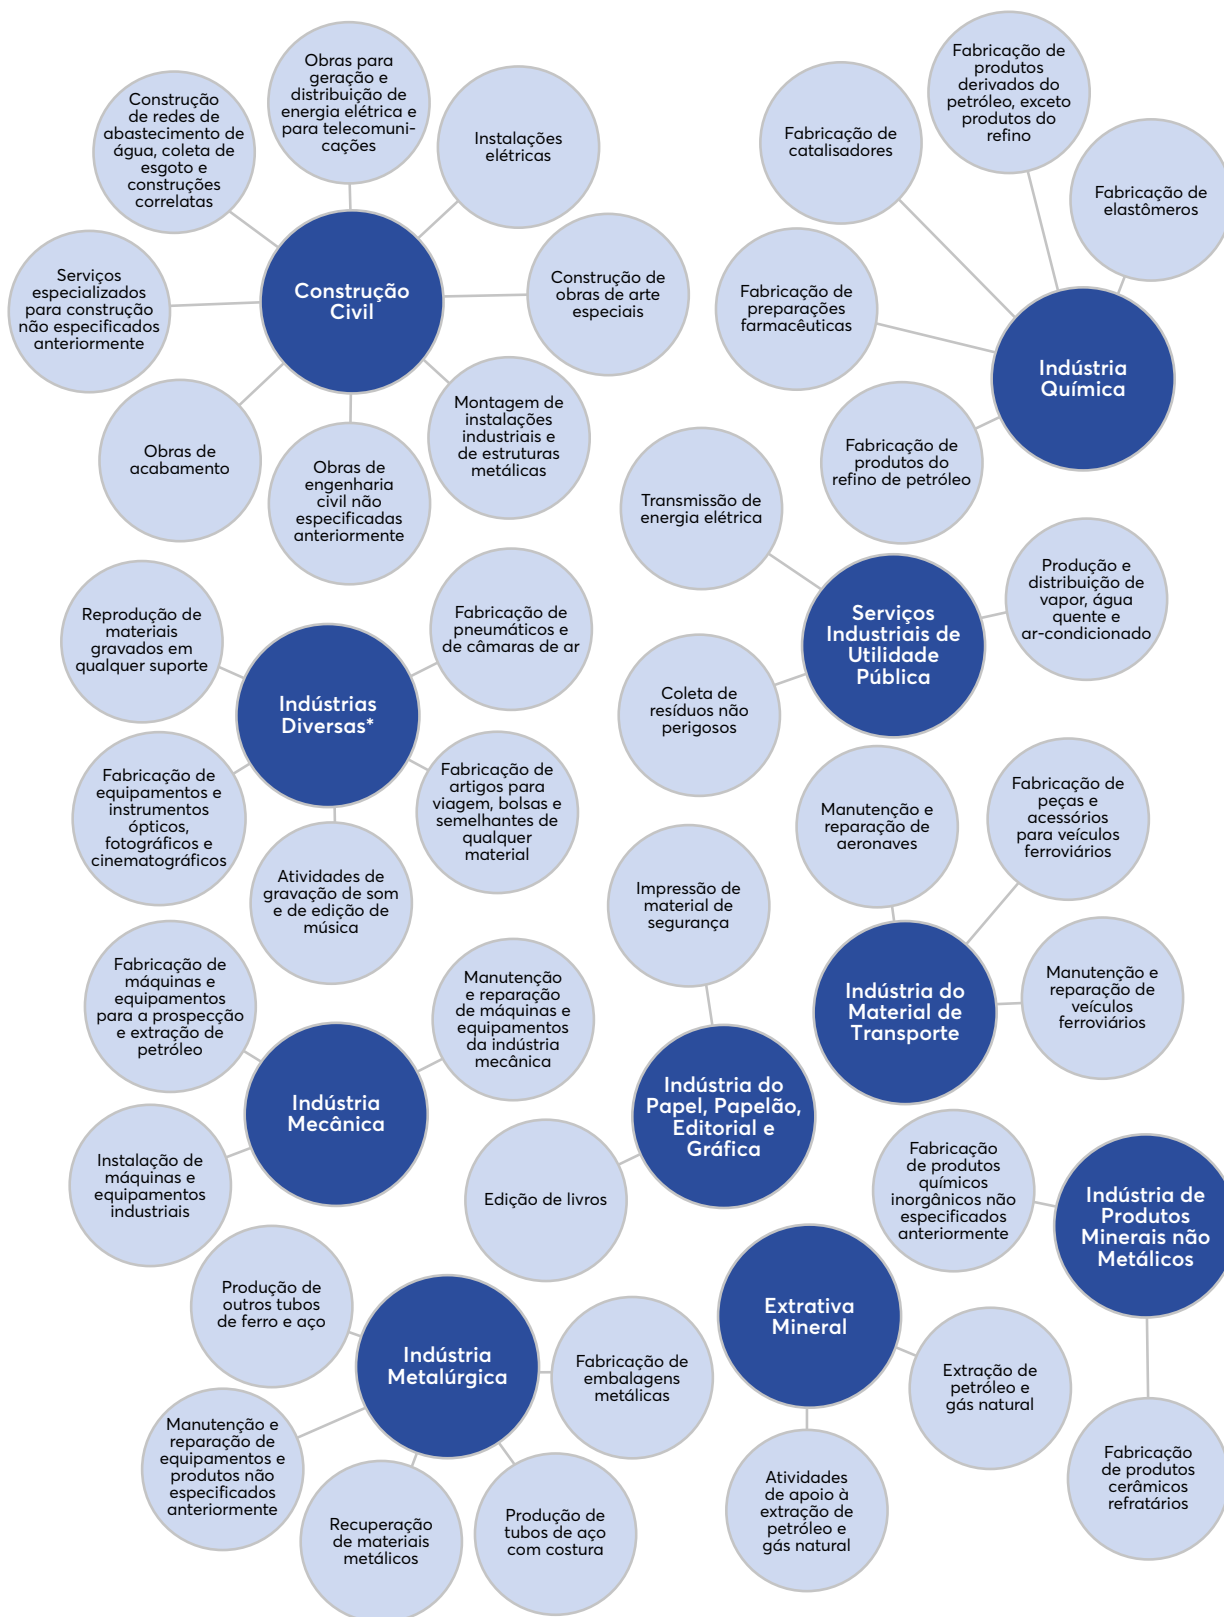 Obras para
geração e
distribuição de
energia elétrica e
para telecomuni-
cações
Construção
de redes de
abastecimento de
água, coleta de
esgoto e
construções
correlatas
Instalações
elétricas
Serviços
especializados
para construção
não especificados
anteriormente
Construção
Civil
Construção de
obras de arte
especiais
Obras de
acabamento
Obras de
engenharia
civil não
especificadas
anteriormente
Montagem de
instalações
industriais e
de estruturas
metálicas
Fabricação de
produtos
derivados do
petróleo, exceto
produtos do
refino
Fabricação de
catalisadores
Fabricação de
elastômeros
Fabricação de
preparações
farmacêuticas
Indústria
Química
Fabricação de
produtos do
refino de petróleo
Transmissão de
energia elétrica
Produção e
distribuição de
vapor, água
quente e
ar-condicionado
Serviços
Industriais de
Utilidade
Pública
Coleta de
resíduos não
perigosos
Reprodução de
materiais
gravados em
qualquer suporte
Fabricação de
pneumáticos e
de câmaras de ar
Indústrias
Diversas*
Fabricação de
equipamentos e
instrumentos
ópticos,
fotográficos e
cinematográficos
Fabricação de
artigos para
viagem, bolsas e
semelhantes de
qualquer
material
Atividades de
gravação de som
e de edição de
música
Manutenção e
reparação de
aeronaves
Fabricação de
peças e
acessórios
para veículos
ferroviários
Indústria do
Material de
Transporte
Manutenção e
reparação de
veículos
ferroviários
Impressão de
material de
segurança
Indústria do
Papel, Papelão,
Editorial e
Gráfica
Edição de livros
Fabricação de
máquinas e
equipamentos
para a prospecção
e extração de
petróleo
Manutenção
e reparação
de máquinas e
equipamentos
da indústria
mecânica
Indústria
Mecânica
Instalação de
máquinas e
equipamentos
industriais
Fabricação
de produtos
químicos
inorgânicos não
especificados
anteriormente
Indústria de
Produtos
Minerais não
Metálicos
Fabricação
de produtos
cerâmicos
refratários
Extrativa
Mineral
Extração de
petróleo e
gás natural
Atividades
de apoio à
extração de
petróleo e
gás natural
Produção de
outros tubos
de ferro e aço
Indústria
Metalúrgica
Fabricação de
embalagens
metálicas
Manutenção e
reparação de
equipamentos e
produtos não
especificados
anteriormente
Recuperação
de materiais
metálicos
Produção de
tubos de aço
com costura